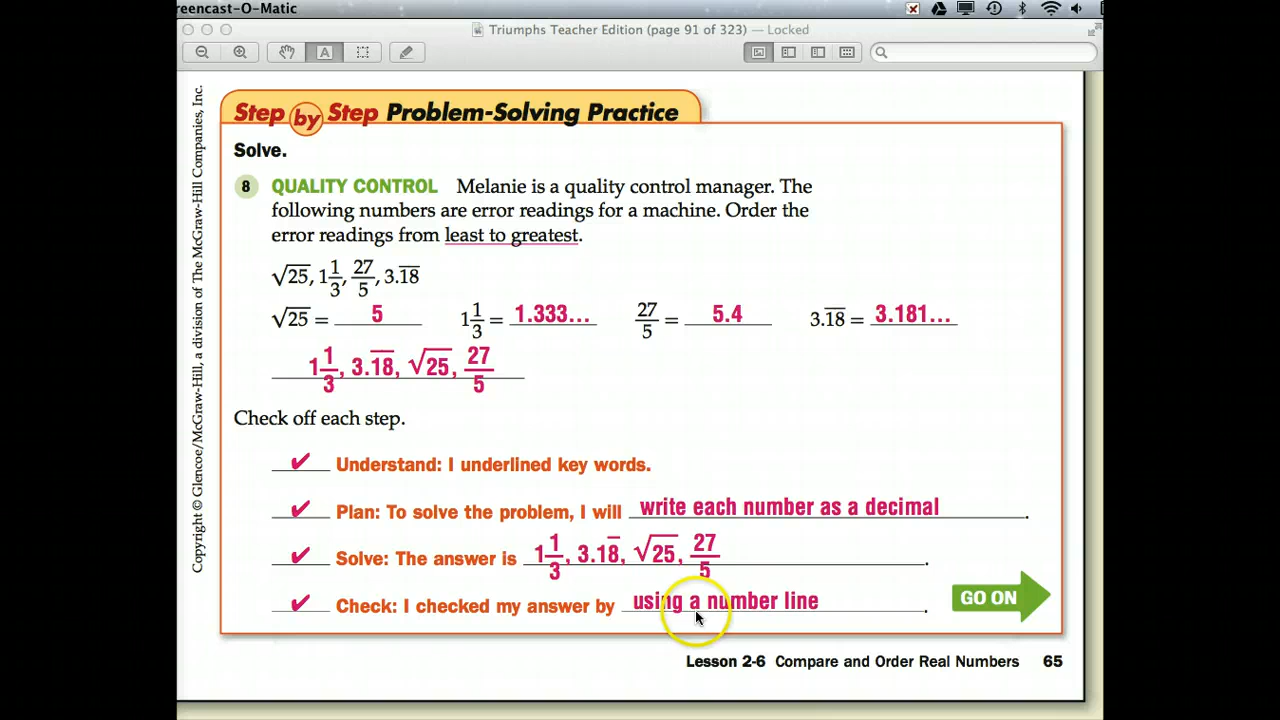 reencast-O-Matic
Triumphs Teacher Edition (page 91 of 323) — Locked
Copyright © Glencoe/McGraw-Hill, a division of The McGraw-Hill Companies, Inc.
Step by Step Problem-Solving Practice
Solve.
8 QUALITY CONTROL Melanie is a quality control manager. The
following numbers are error readings for a machine. Order the
error readings from least to greatest.
√25, 1 1/3, 27/5, 3.1̅8̅
√25 = 5 1 1/3 = 1.333... 27/5 = 5.4 3.1̅8̅ = 3.181...
1 1/3, 3.1̅8̅, √25, 27/5
Check off each step.
✔ Understand: I underlined key words.
✔ Plan: To solve the problem, I will write each number as a decimal.
✔ Solve: The answer is 1 1/3, 3.18̅, √25, 27/5.
✔ Check: I checked my answer by using a number line.
GO ON
Lesson 2-6 Compare and Order Real Numbers 65